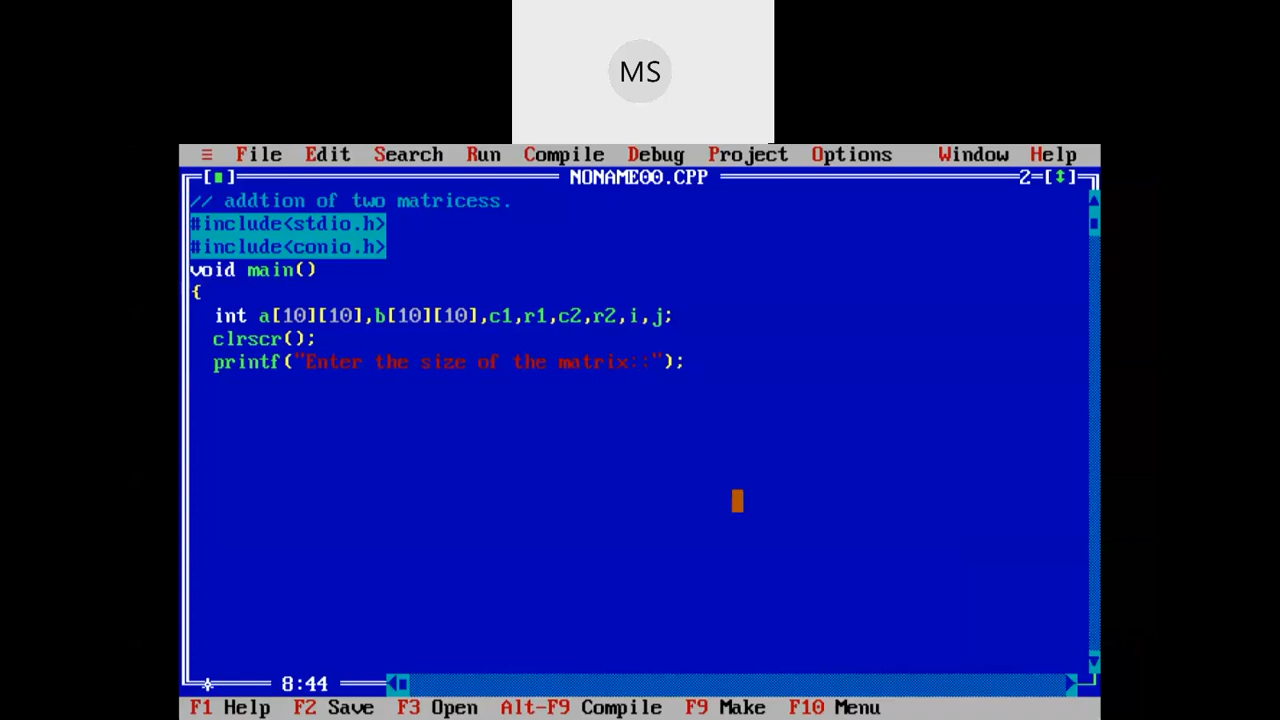 MS
≡ File Edit Search Run Compile Debug Project Options Window Help
[■] NONAME00.CPP 2=[↕]
// addtion of two matricess.
#include<stdio.h>
#include<conio.h>
void main()
{
int a[10][10],b[10][10],c1,r1,c2,r2,i,j;
clrscr();
printf("Enter the size of the matrix::");
8:44
F1 Help F2 Save F3 Open Alt-F9 Compile F9 Make F10 Menu